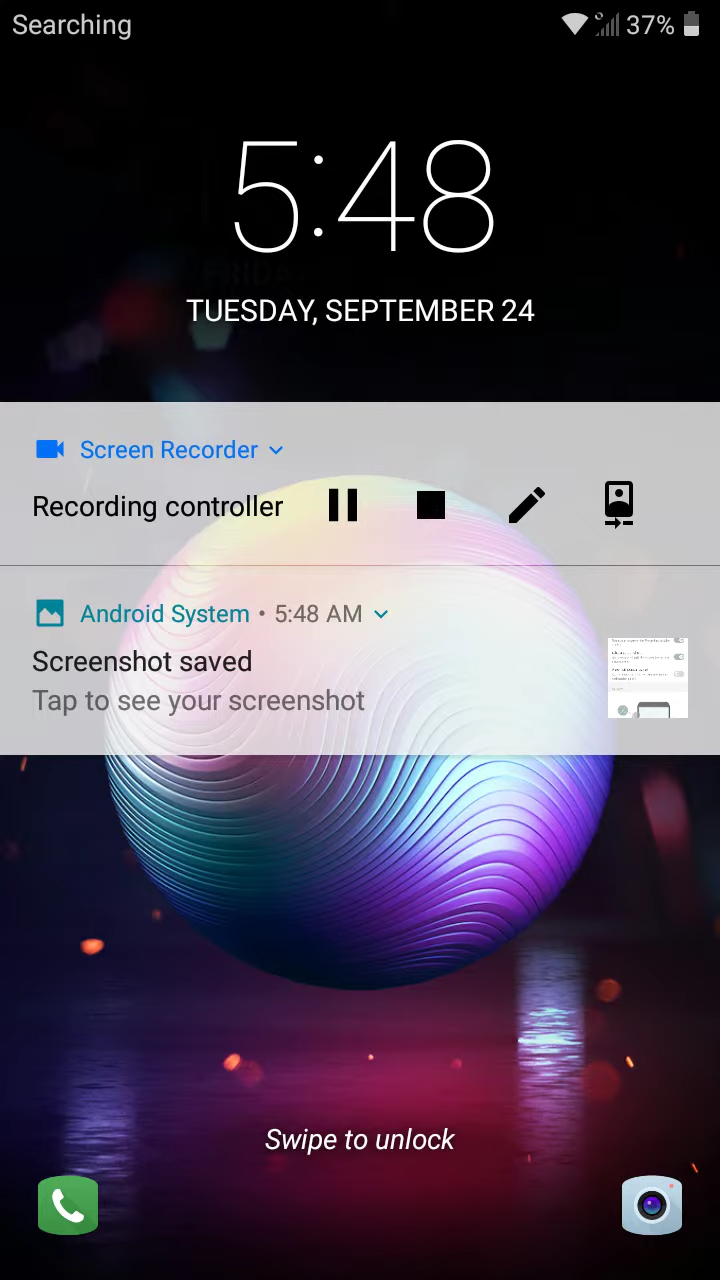 Searching 37%
5:48
TUESDAY, SEPTEMBER 24
Screen Recorder
Recording controller
Android System • 5:48 AM
Screenshot saved
Tap to see your screenshot
Swipe to unlock